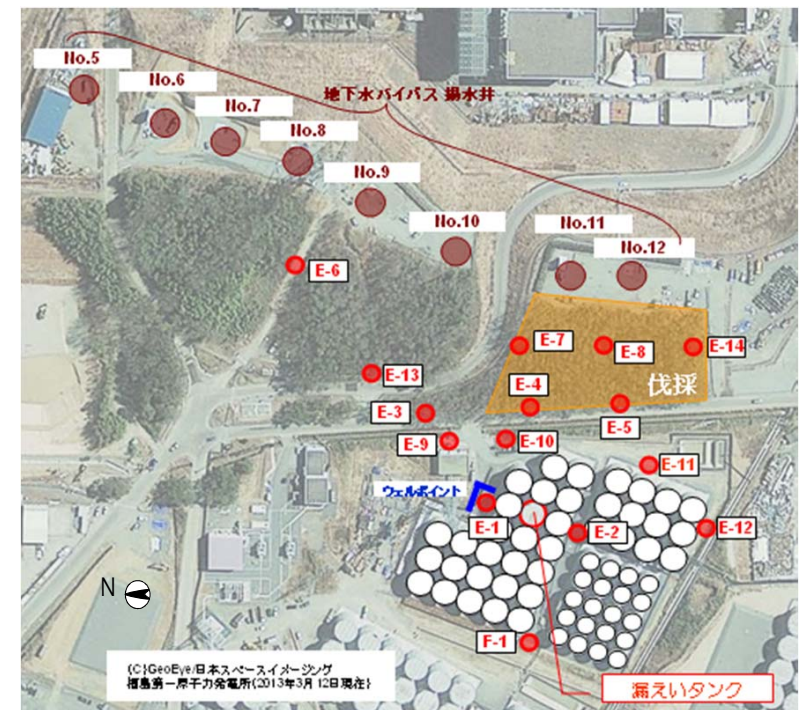 No.5
No.6
No.7
地下水バイパス 揚水井
No.8
No.9
No.10
No.11
No.12
E-6
E-7
E-8
E-14
E-13
伐採
E-4
E-3
E-5
E-9
E-10
E-11
ウェルポイント
E-1
E-2
E-12
N
F-1
(C)GeoEye/日本スペースイメージング
福島第一原子力発電所(2013年3月12日現在)
漏えいタンク